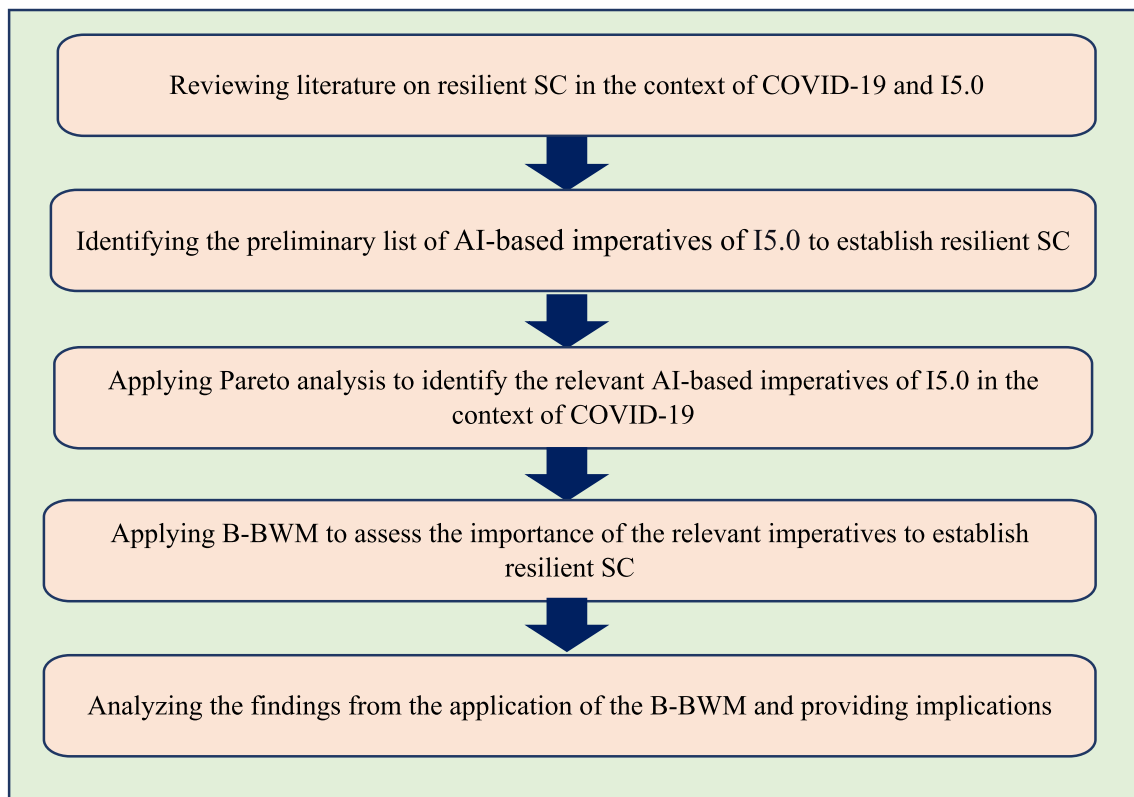 Reviewing literature on resilient SC in the context of COVID-19 and I5.0
Identifying the preliminary list of AI-based imperatives of I5.0 to establish resilient SC
Applying Pareto analysis to identify the relevant AI-based imperatives of I5.0 in the
context of COVID-19
Applying B-BWM to assess the importance of the relevant imperatives to establish
resilient SC
Analyzing the findings from the application of the B-BWM and providing implications